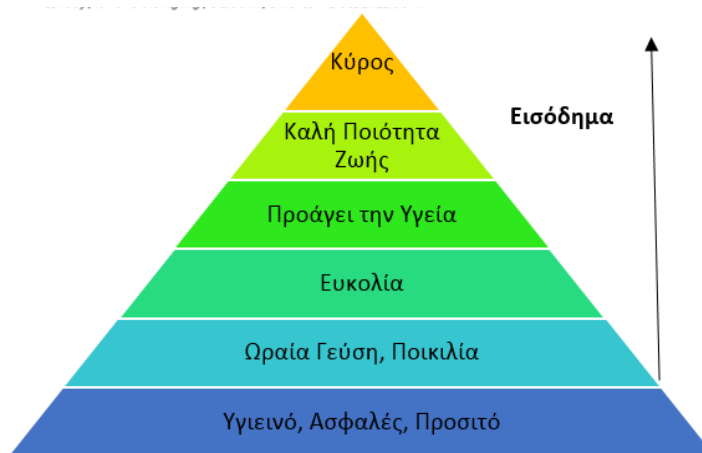 Κύρος
Εισόδημα
Καλή Ποιότητα
Ζωής
Προάγει την Υγεία
Ευκολία
Ωραία Γεύση, Ποικιλία
Υγιεινό, Ασφαλές, Προσιτό